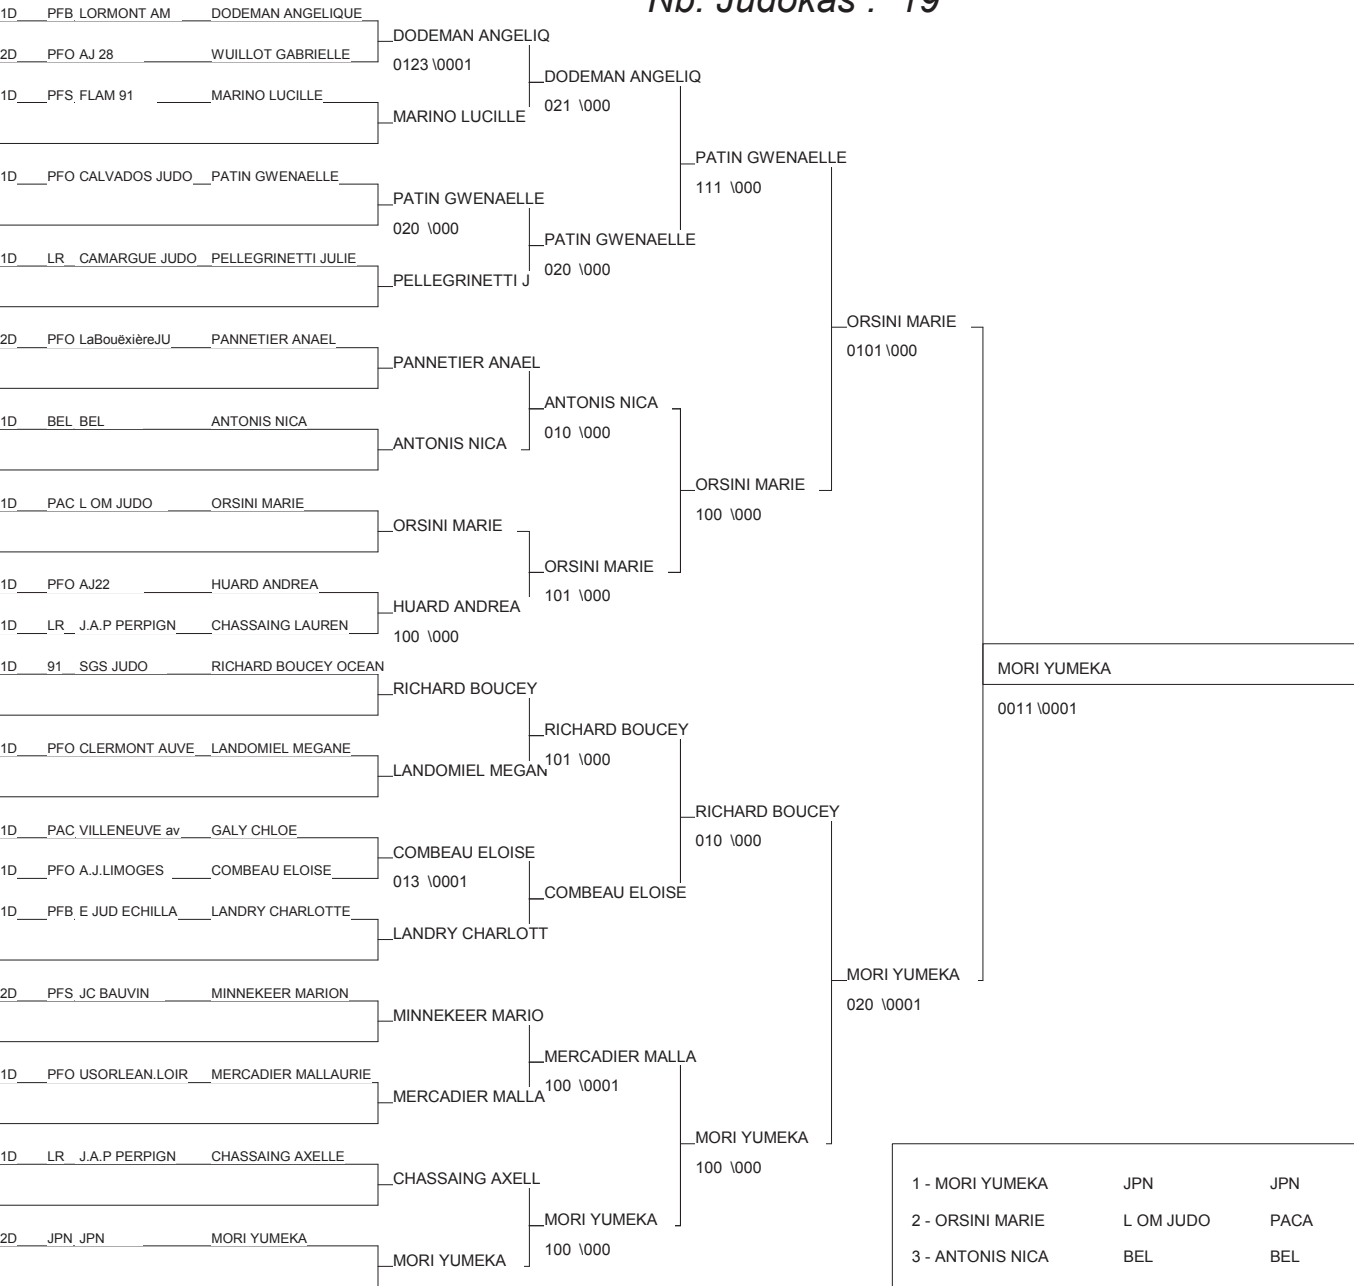 Nb. Judokas : 19
1D PFB LORMONT AM DODEMAN ANGELIQUE
DODEMAN ANGELIQ
2D PFO AJ 28 WUILLOT GABRIELLE
0123 \0001
DODEMAN ANGELIQ
1D PFS FLAM 91 MARINO LUCILLE
021 \000
MARINO LUCILLE
PATIN GWENAELLE
1D PFO CALVADOS JUDO PATIN GWENAELLE
111 \000
PATIN GWENAELLE
020 \000
PATIN GWENAELLE
1D LR CAMARGUE JUDO PELLEGRINETTI JULIE
020 \000
PELLEGRINETTI J
ORSINI MARIE
2D PFO LaBouëxièreJU PANNETIER ANAEL
0101 \000
PANNETIER ANAEL
ANTONIS NICA
1D BEL BEL ANTONIS NICA
010 \000
ANTONIS NICA
ORSINI MARIE
1D PAC L OM JUDO ORSINI MARIE
100 \000
ORSINI MARIE
ORSINI MARIE
1D PFO AJ22 HUARD ANDREA
101 \000
HUARD ANDREA
1D LR J.A.P PERPIGN CHASSAING LAUREN
100 \000
1D 91 SGS JUDO RICHARD BOUCEY OCEAN
MORI YUMEKA
RICHARD BOUCEY
0011 \0001
RICHARD BOUCEY
1D PFO CLERMONT AUVE LANDOMIEL MEGANE
101 \000
LANDOMIEL MEGAN
RICHARD BOUCEY
1D PAC VILLENEUVE av GALY CHLOE
010 \000
COMBEAU ELOISE
1D PFO A.J.LIMOGES COMBEAU ELOISE
013 \0001
COMBEAU ELOISE
1D PFB E JUD ECHILLA LANDRY CHARLOTTE
LANDRY CHARLOTT
MORI YUMEKA
2D PFS JC BAUVIN MINNEKEER MARION
020 \0001
MINNEKEER MARIO
MERCADIER MALLA
1D PFO USORLEAN.LOIR MERCADIER MALLAURIE
100 \0001
MERCADIER MALLA
MORI YUMEKA
1D LR J.A.P PERPIGN CHASSAING AXELLE
100 \000
CHASSAING AXELL
1 - MORI YUMEKA JPN JPN
MORI YUMEKA
2 - ORSINI MARIE L OM JUDO PACA
2D JPN JPN MORI YUMEKA
100 \000
3 - ANTONIS NICA BEL BEL
MORI YUMEKA